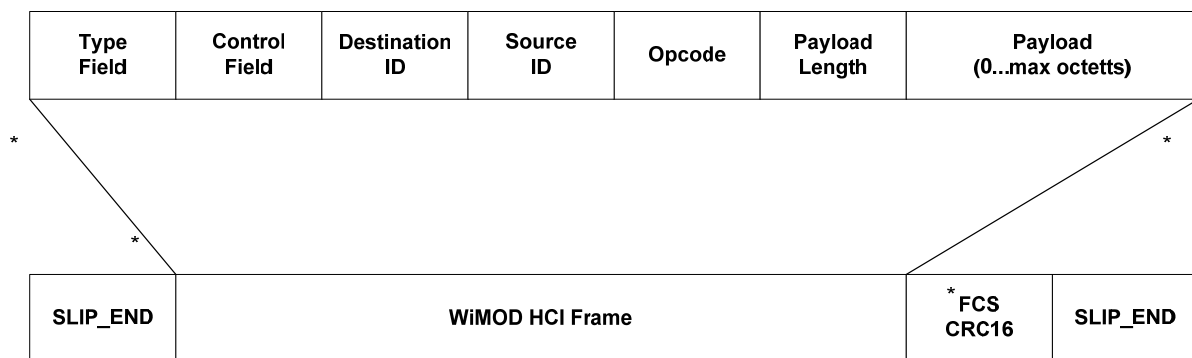 Type
Field
Control
Field
Destination
ID
Source
ID
Opcode
Payload
Length
Payload
(0...max octetts)
*
*
*
SLIP_END
WiMOD HCI Frame
*FCS
CRC16
SLIP_END